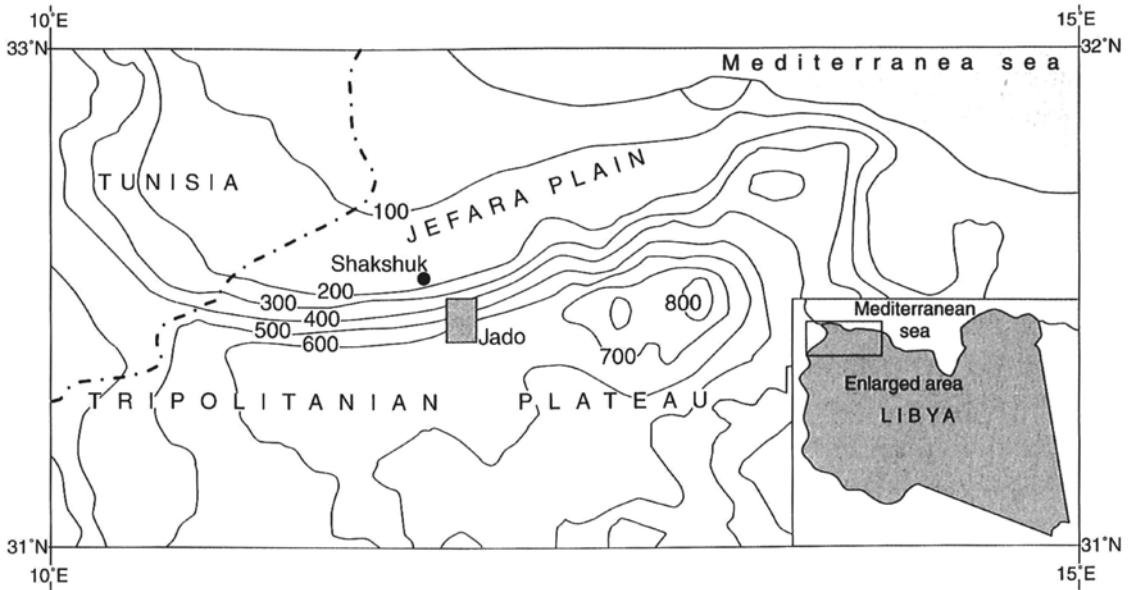 10°E
15°E
33°N
32°N
Mediterranea sea
TUNISIA
100
JEFARA PLAIN
Shakshuk
200
300
400
500
600
Jado
800
700
TRIPOLITANIAN PLATEAU
Mediterranean
sea
Enlarged area
LIBYA
31°N
31°N
10°E
15°E